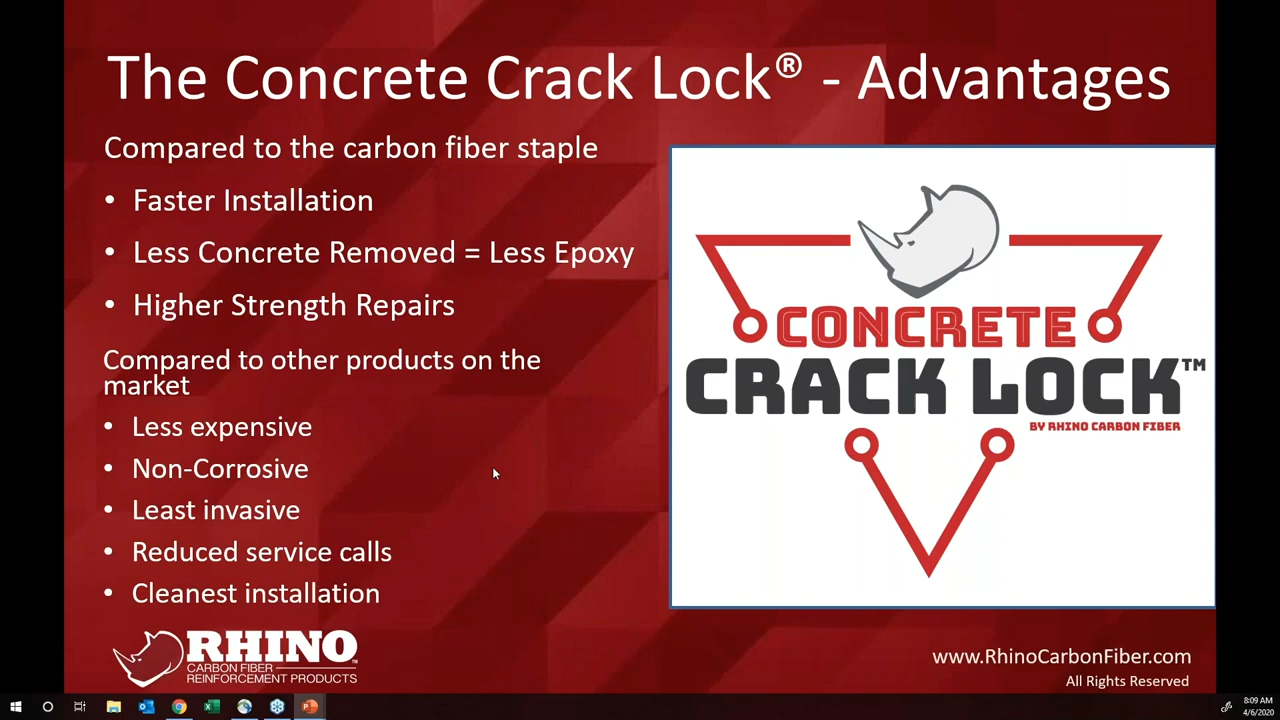 The Concrete Crack Lock® - Advantages
Compared to the carbon fiber staple
• Faster Installation
• Less Concrete Removed = Less Epoxy
• Higher Strength Repairs
Compared to other products on the
market
• Less expensive
• Non-Corrosive
• Least invasive
• Reduced service calls
• Cleanest installation
CONCRETE
CRACK LOCK™
BY RHINO CARBON FIBER
RHINO™
CARBON FIBER
REINFORCEMENT PRODUCTS
www.RhinoCarbonFiber.com
All Rights Reserved
8:09 AM
4/6/2020